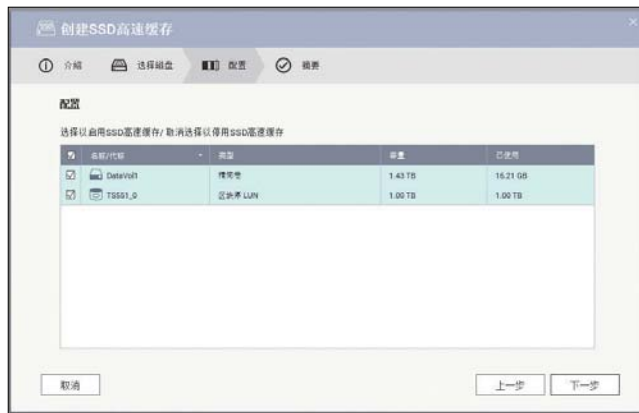 创建SSD高速缓存
介绍 选择磁盘 配置 摘要
配置
选择以启用SSD高速缓存/取消选择以停用SSD高速缓存
名称/代称 类型 容量 已使用
DataVol1 精简卷 1.43 TB 16.21 GB
TS551_0 区块厚 LUN 1.00 TB 1.00 TB
取消 上一步 下一步